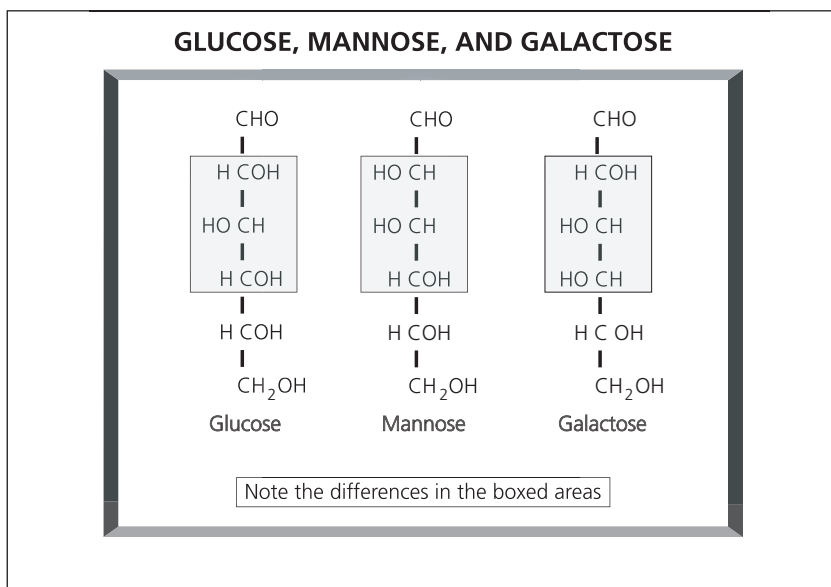 GLUCOSE, MANNOSE, AND GALACTOSE
CHO CHO CHO
H COH HO CH H COH
HO CH HO CH HO CH
H COH H COH HO CH
H COH H COH H C OH
CH₂OH CH₂OH CH₂OH
Glucose Mannose Galactose
Note the differences in the boxed areas